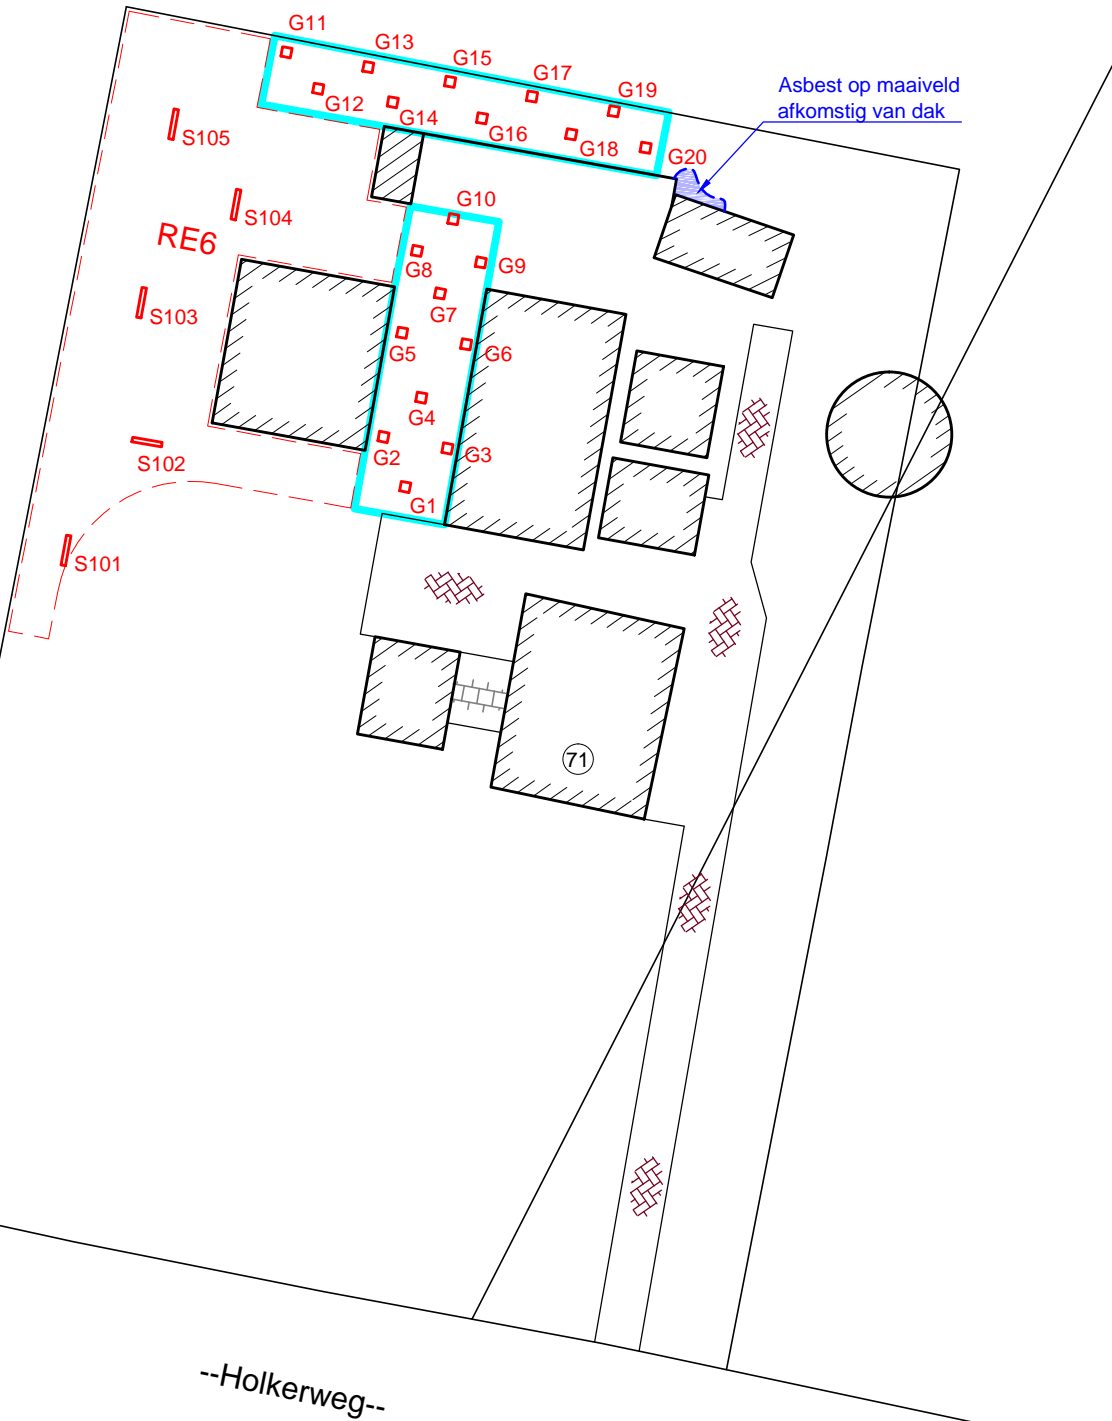 G11
G13
G15
G17
G19
Asbest op maaiveld
afkomstig van dak
G12
G14
G16
G18
G20
S105
S104
RE6
S103
S102
S101
G10
G8
G9
G7
G5
G6
G4
G2
G3
G1
71
--Holkerweg--